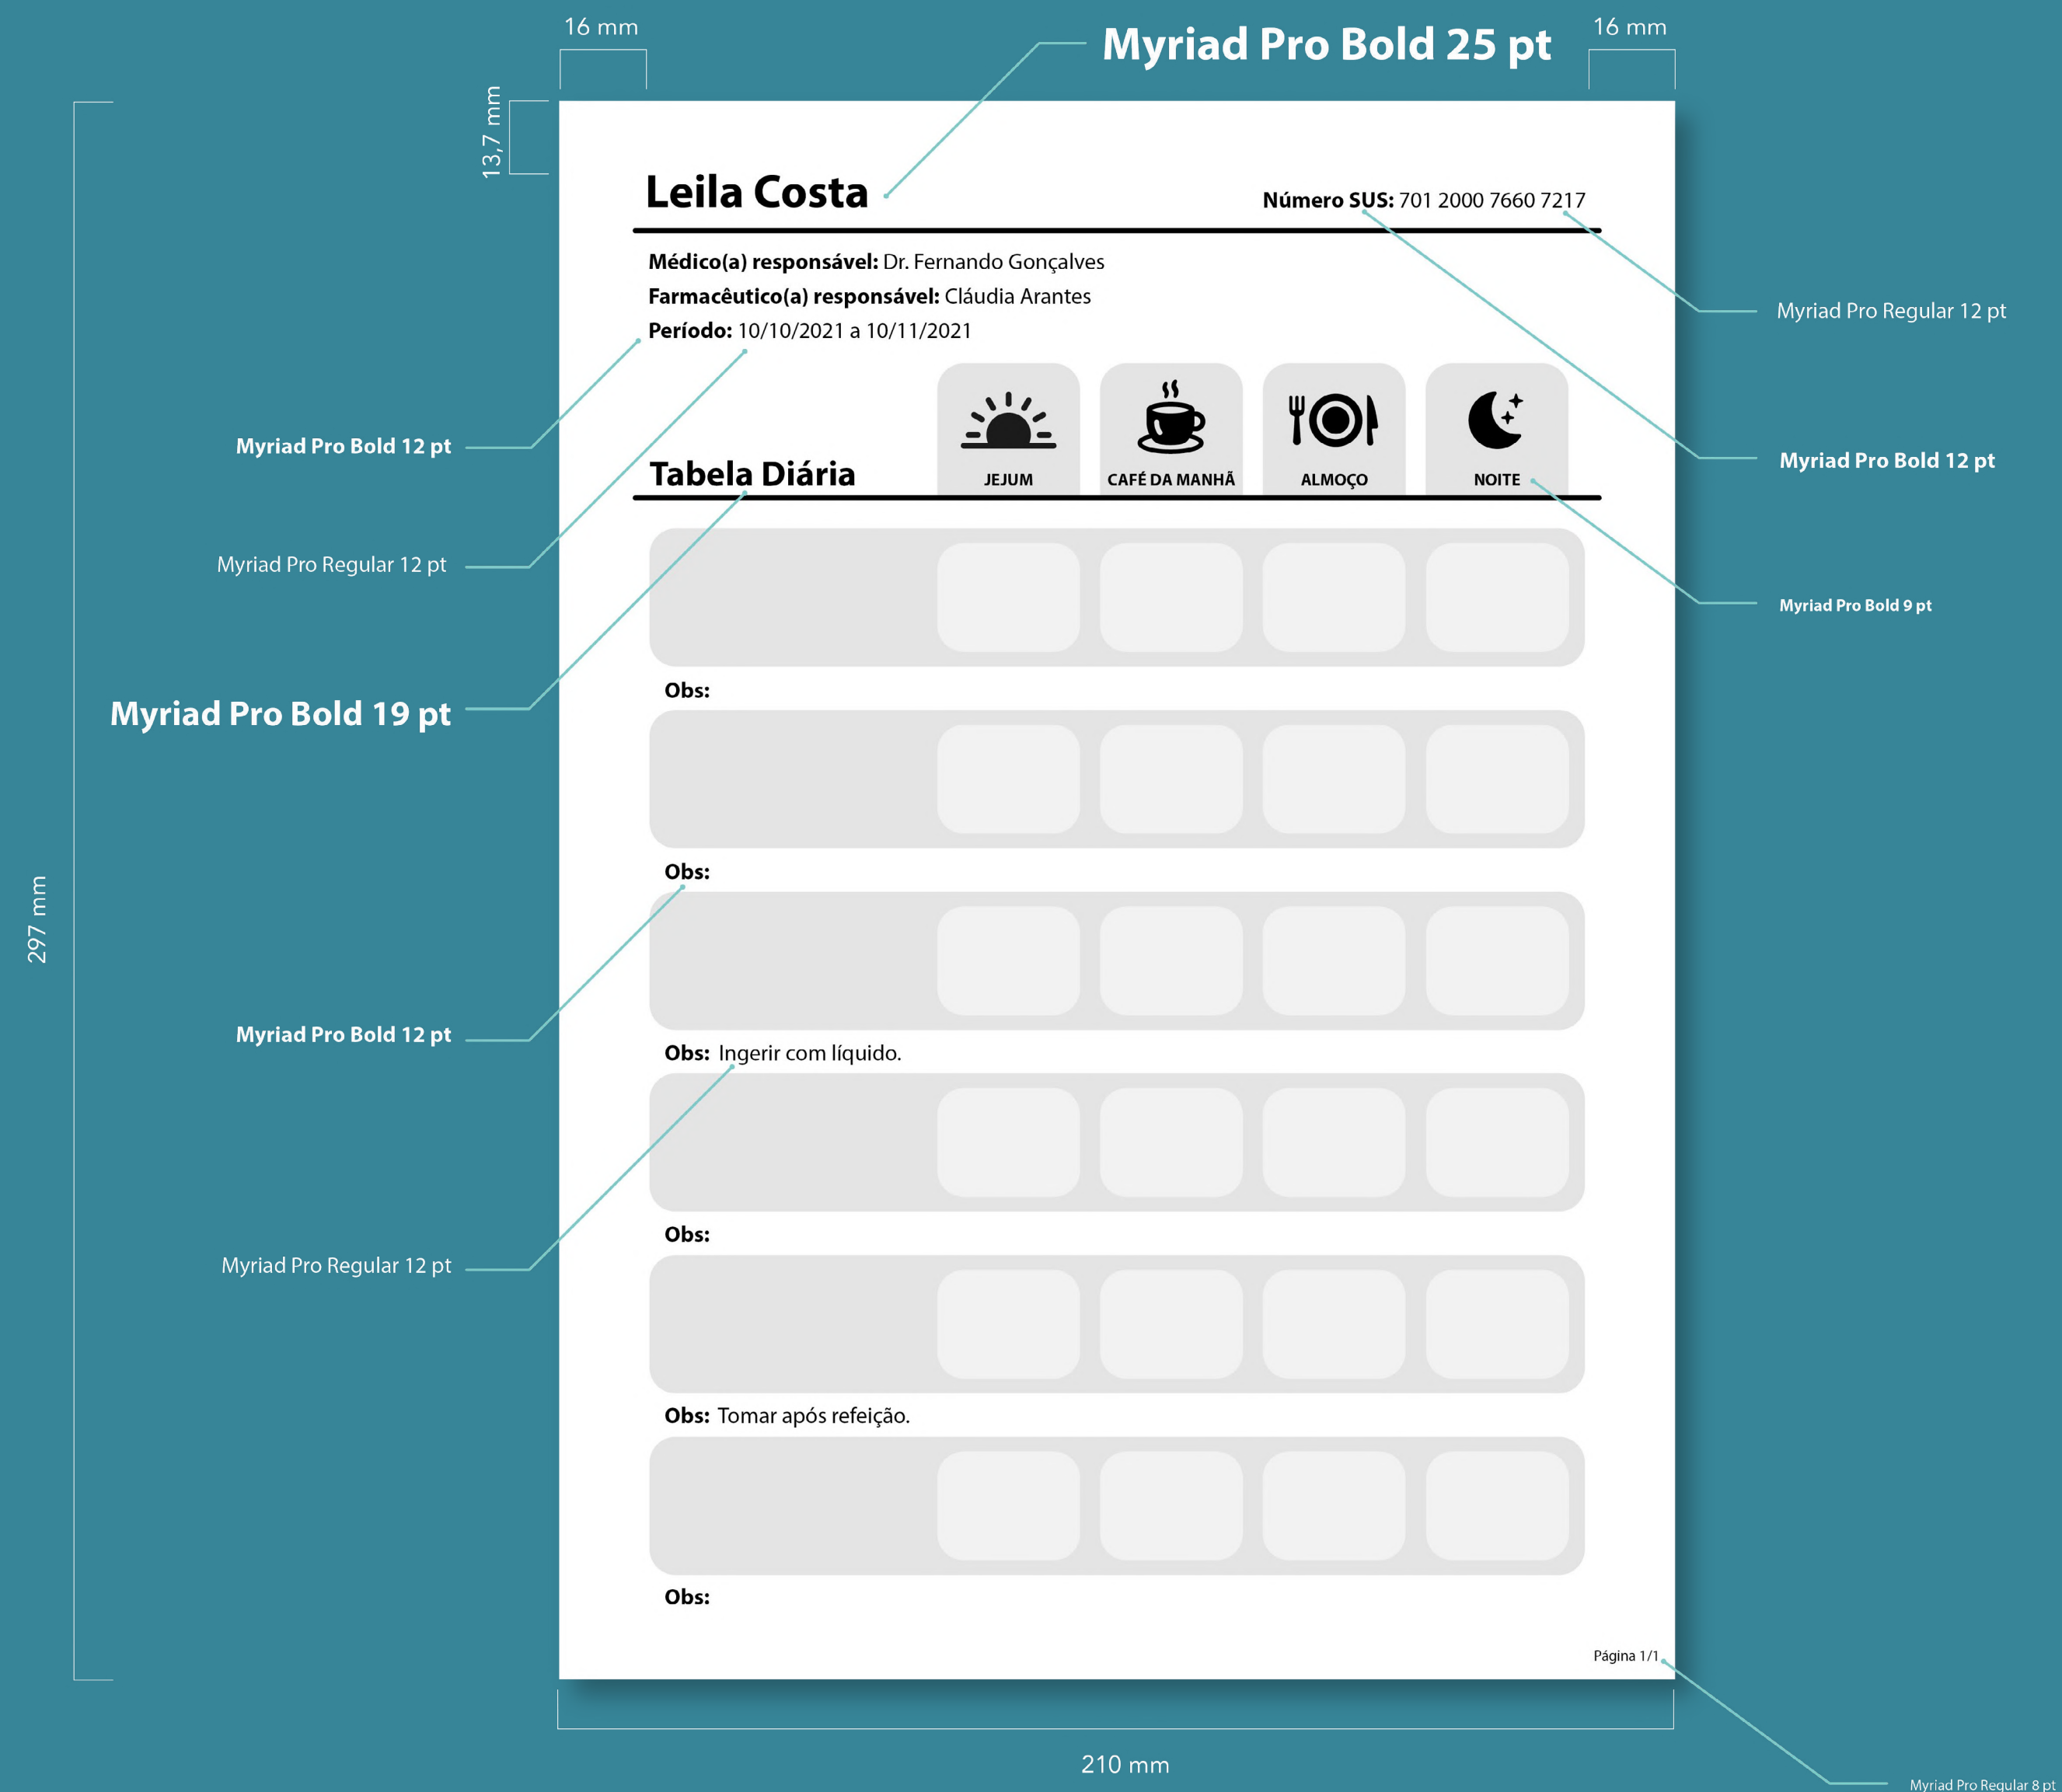 16 mm
Myriad Pro Bold 25 pt
16 mm
13,7 mm
Leila Costa
Número SUS: 701 2000 7660 7217
Médico(a) responsável: Dr. Fernando Gonçalves
Farmacêutico(a) responsável: Cláudia Arantes
Período: 10/10/2021 a 10/11/2021
Myriad Pro Regular 12 pt
Myriad Pro Bold 12 pt
Myriad Pro Bold 12 pt
Tabela Diária
JEJUM
CAFÉ DA MANHÃ
ALMOÇO
NOITE
Myriad Pro Regular 12 pt
Myriad Pro Bold 9 pt
Obs:
Myriad Pro Bold 19 pt
Obs:
297 mm
Myriad Pro Bold 12 pt
Obs: Ingerir com líquido.
Obs:
Myriad Pro Regular 12 pt
Obs: Tomar após refeição.
Obs:
Página 1/1
210 mm
Myriad Pro Regular 8 pt